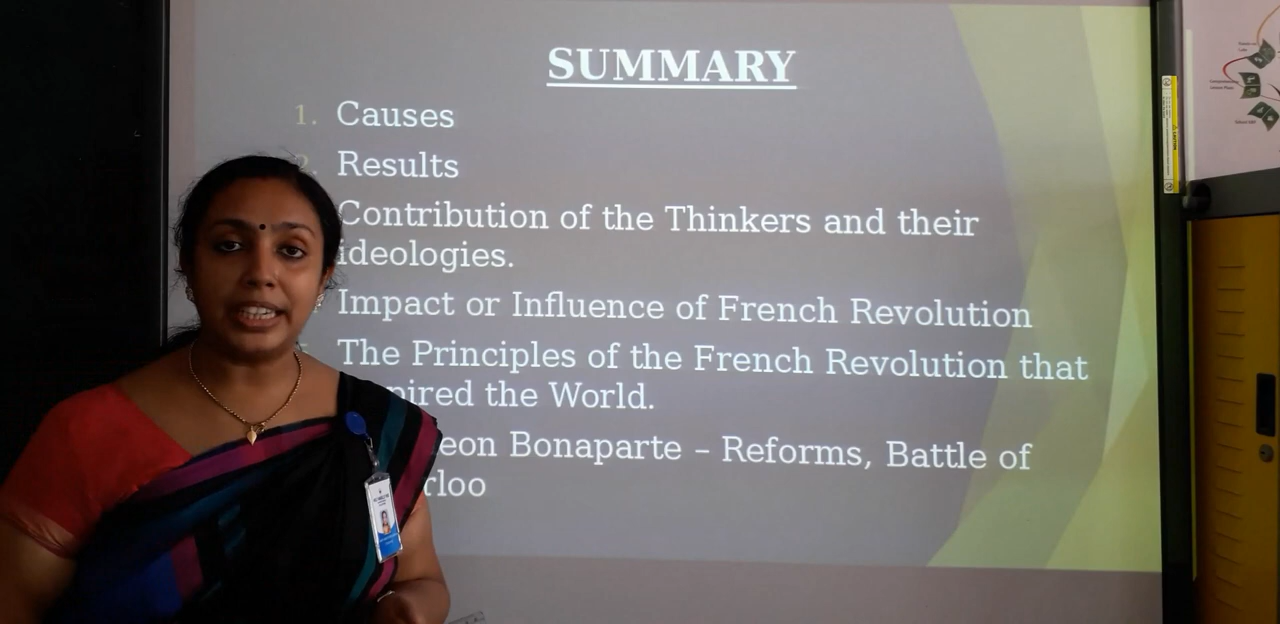 SUMMARY
1. Causes
2. Results
Contribution of the Thinkers and their
ideologies.
Impact or Influence of French Revolution
The Principles of the French Revolution that
pired the World.
eon Bonaparte – Reforms, Battle of
rloo